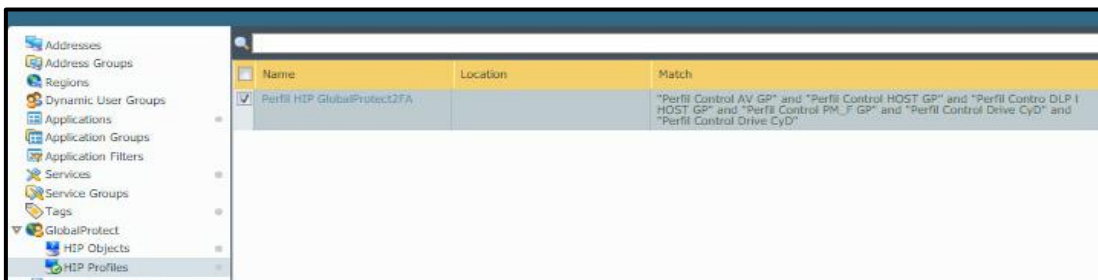 Addresses
Address Groups
Regions
Dynamic User Groups
Applications
Application Groups
Application Filters
Services
Service Groups
Tags
GlobalProtect
HIP Objects
HIP Profiles
Name Location Match
Perfil HIP GlobalProtect2FA
"Perfil Control AV GP" and "Perfil Control HOST GP" and "Perfil Contro DLP I
HOST GP" and "Perfil Control PM_F GP" and "Perfil Control Drive CyD" and
"Perfil Control Drive CyD"